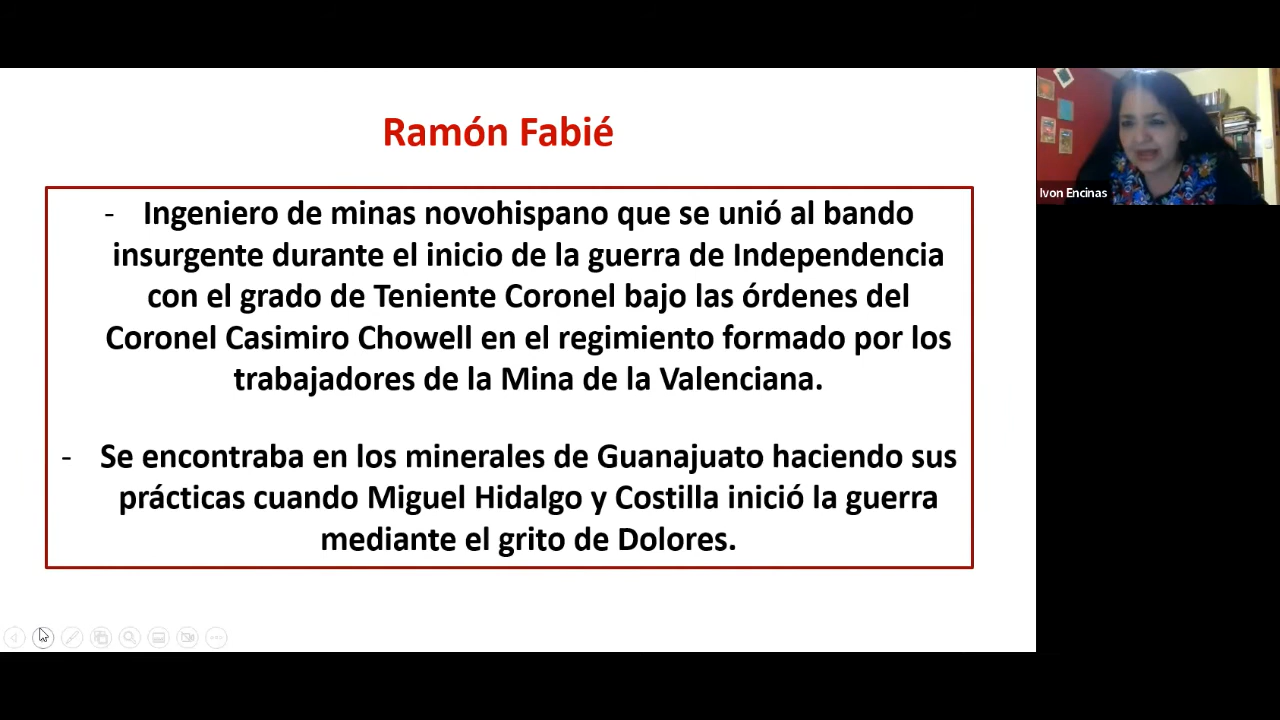 Ramón Fabié
- Ingeniero de minas novohispano que se unió al bando
insurgente durante el inicio de la guerra de Independencia
con el grado de Teniente Coronel bajo las órdenes del
Coronel Casimiro Chowell en el regimiento formado por los
trabajadores de la Mina de la Valenciana.
- Se encontraba en los minerales de Guanajuato haciendo sus
prácticas cuando Miguel Hidalgo y Costilla inició la guerra
mediante el grito de Dolores.
Ivon Encinas